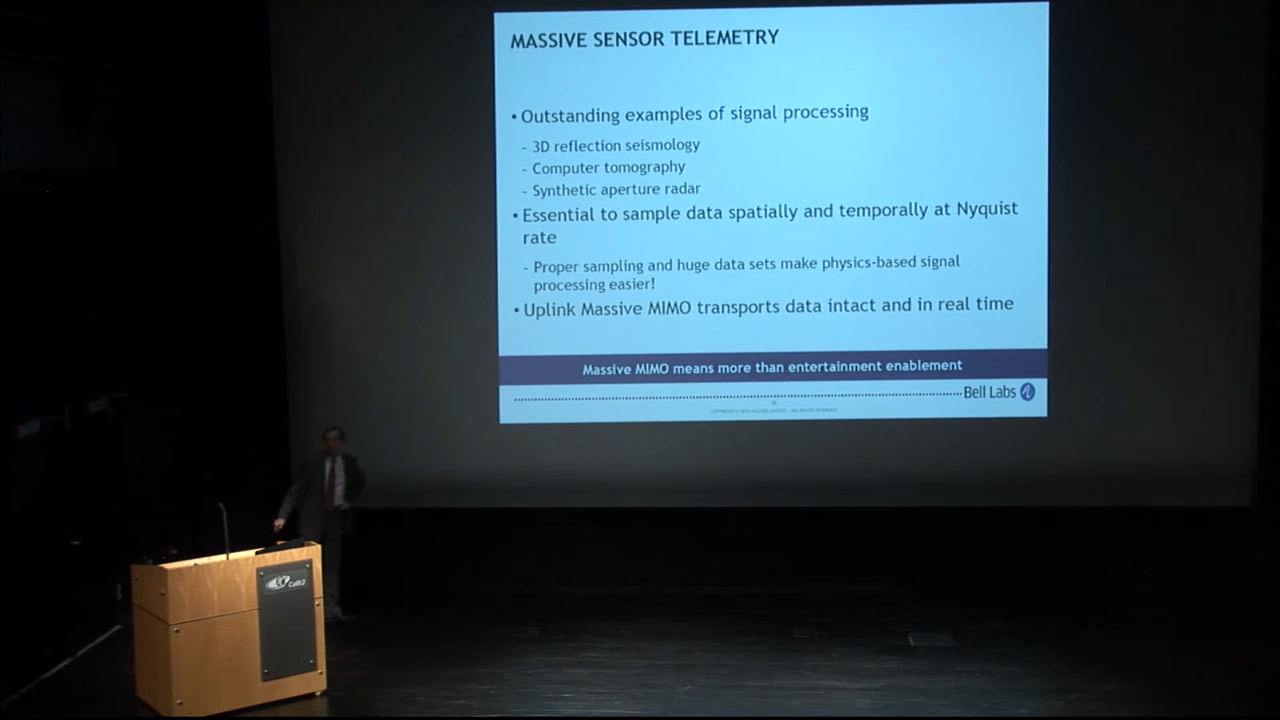 MASSIVE SENSOR TELEMETRY
• Outstanding examples of signal processing
- 3D reflection seismology
- Computer tomography
- Synthetic aperture radar
• Essential to sample data spatially and temporally at Nyquist
rate
- Proper sampling and huge data sets make physics-based signal
processing easier!
• Uplink Massive MIMO transports data intact and in real time
Massive MIMO means more than entertainment enablement
Bell Labs
Calit2